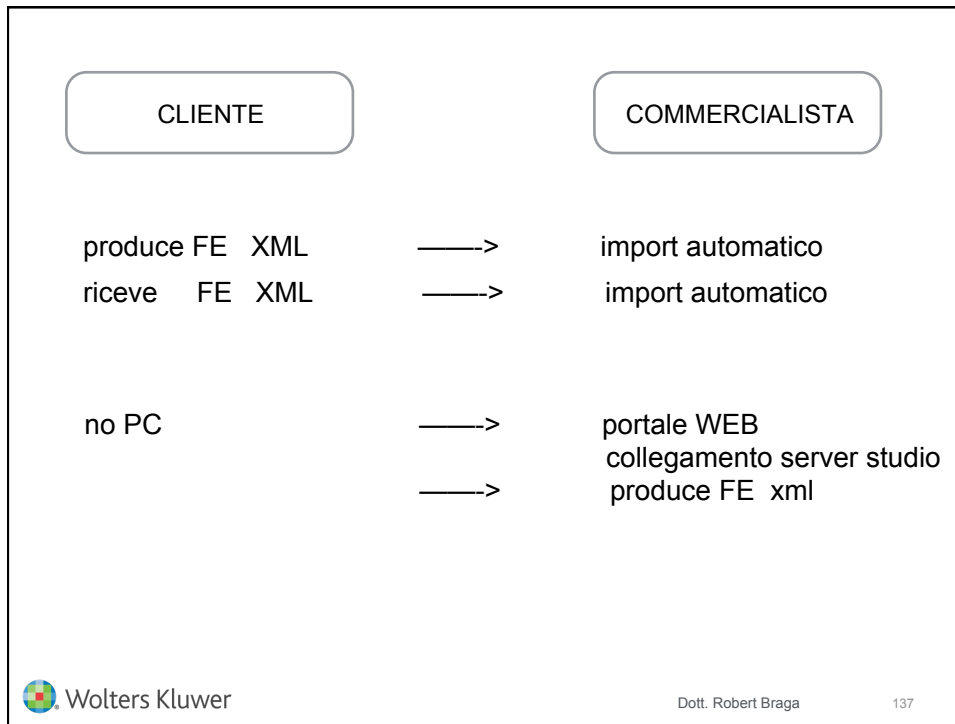 CLIENTE COMMERCIALISTA
produce FE XML ——-> import automatico
riceve FE XML ——-> import automatico
no PC ——-> portale WEB
collegamento server studio
——-> produce FE xml
Wolters Kluwer Dott. Robert Braga 137